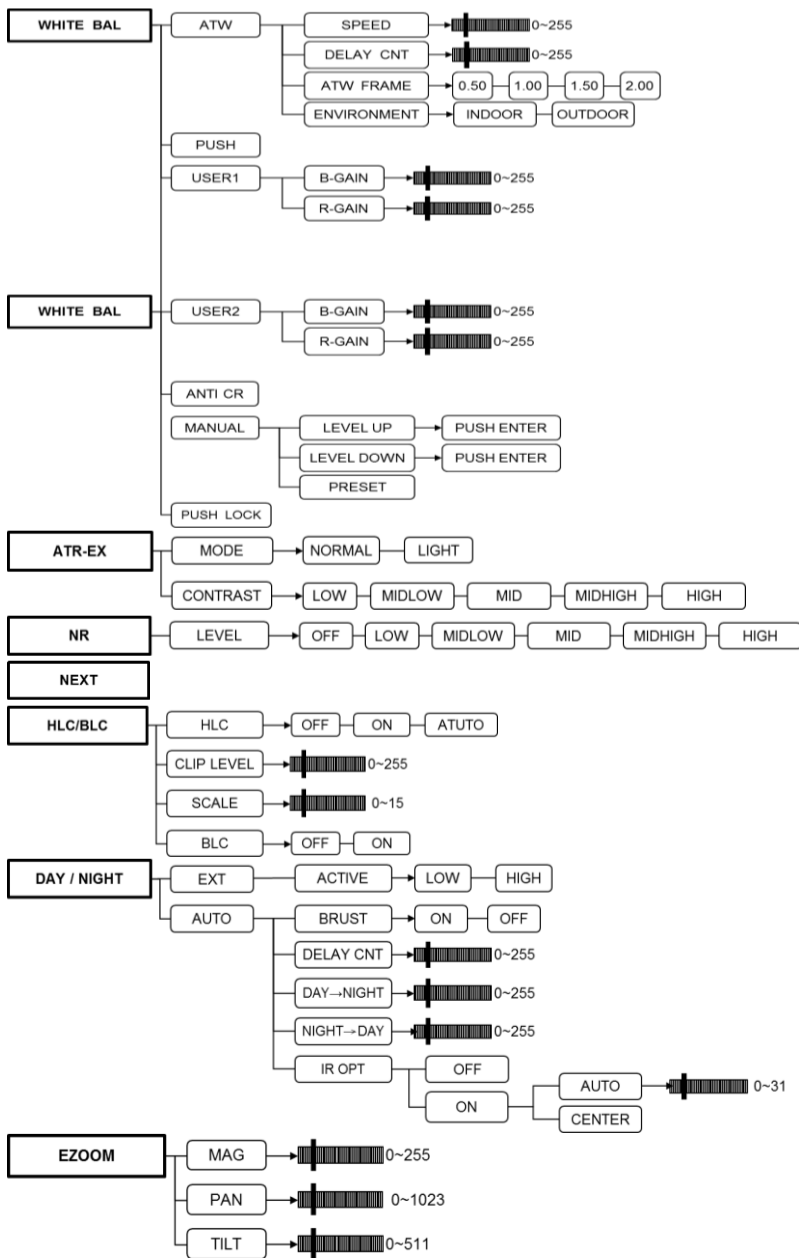 WHITE BAL ATW SPEED 0~255
DELAY CNT 0~255
ATW FRAME 0.50 1.00 1.50 2.00
ENVIRONMENT INDOOR OUTDOOR
PUSH
USER1 B-GAIN 0~255
R-GAIN 0~255
WHITE BAL USER2 B-GAIN 0~255
R-GAIN 0~255
ANTI CR
MANUAL LEVEL UP PUSH ENTER
LEVEL DOWN PUSH ENTER
PRESET
PUSH LOCK
ATR-EX MODE NORMAL LIGHT
CONTRAST LOW MIDLOW MID MIDHIGH HIGH
NR LEVEL OFF LOW MIDLOW MID MIDHIGH HIGH
NEXT
HLC/BLC HLC OFF ON ATUTO
CLIP LEVEL 0~255
SCALE 0~15
BLC OFF ON
DAY / NIGHT EXT ACTIVE LOW HIGH
AUTO BRUST ON OFF
DELAY CNT 0~255
DAY→NIGHT 0~255
NIGHT→DAY 0~255
IR OPT OFF
AUTO 0~31
ON
CENTER
EZOOM MAG 0~255
PAN 0~1023
TILT 0~511